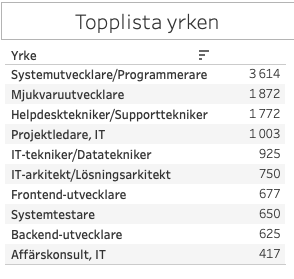 Topplista yrken
Yrke
Systemutvecklare/Programmerare 3 614
Mjukvaruutvecklare 1 872
Helpdesktekniker/Supporttekniker 1 772
Projektledare, IT 1 003
IT-tekniker/Datatekniker 925
IT-arkitekt/Lösningsarkitekt 750
Frontend-utvecklare 677
Systemtestare 650
Backend-utvecklare 625
Affärskonsult, IT 417